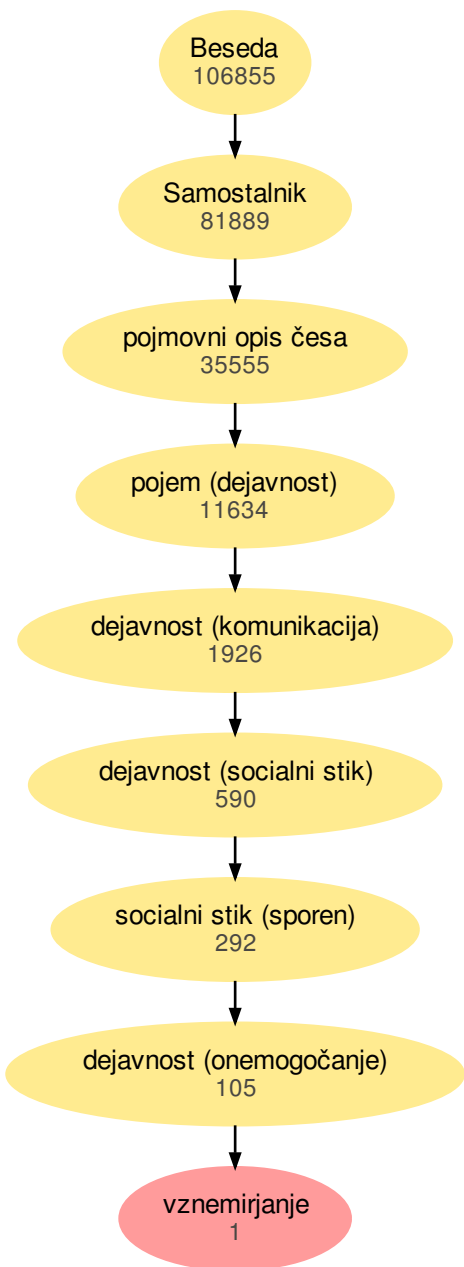 Beseda
106855
Samostalnik
81889
pojmovni opis česa
35555
pojem (dejavnost)
11634
dejavnost (komunikacija)
1926
dejavnost (socialni stik)
590
socialni stik (sporen)
292
dejavnost (onemogočanje)
105
vznemirjanje
1